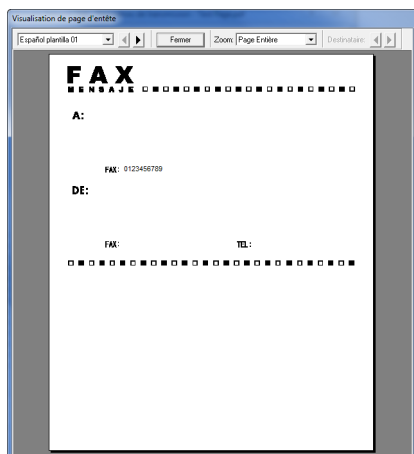 Visualisation de page d'entête
Español plantilla 01 Fermer Zoom: Page Entière Destinataire:
FAX
MENSAJE
A:
FAX: 0123456789
DE:
FAX: TEL: